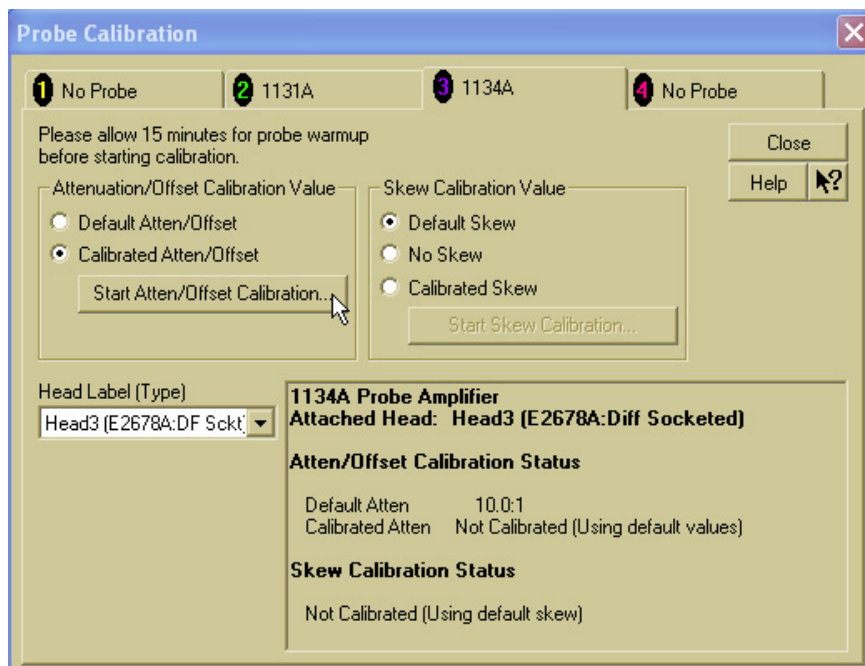 Probe Calibration
1 No Probe
2 1131A
3 1134A
4 No Probe
Please allow 15 minutes for probe warmup
before starting calibration.
Close
Help
?
Attenuation/Offset Calibration Value
Default Atten/Offset
Calibrated Atten/Offset
Start Atten/Offset Calibration...
Skew Calibration Value
Default Skew
No Skew
Calibrated Skew
Start Skew Calibration...
Head Label (Type)
Head3 (E2678A:DF Sckt)
1134A Probe Amplifier
Attached Head: Head3 (E2678A:Diff Socketed)
Atten/Offset Calibration Status
Default Atten 10.0:1
Calibrated Atten Not Calibrated (Using default values)
Skew Calibration Status
Not Calibrated (Using default skew)